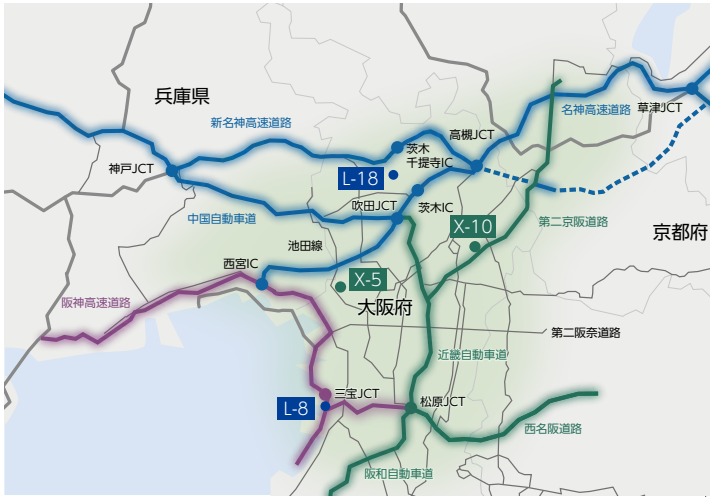 兵庫県
新名神高速道路
名神高速道路
草津JCT
高槻JCT
茨木
千提寺IC
神戸JCT
L-18
吹田JCT
茨木IC
中国自動車道
X-10
第二京阪道路
京都府
池田線
西宮IC
X-5
阪神高速道路
大阪府
第二阪奈道路
近畿自動車道
三宝JCT
L-8
松原JCT
西名阪道路
阪和自動車道